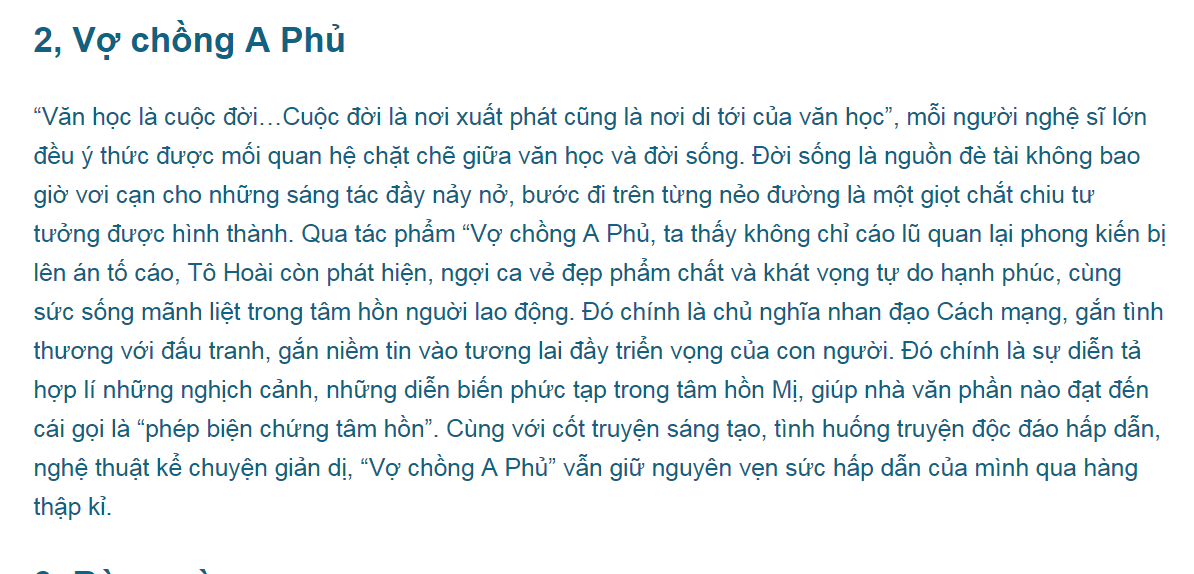 2, Vợ chồng A Phủ
“Văn học là cuộc đời…Cuộc đời là nơi xuất phát cũng là nơi di tới của văn học”, mỗi người nghệ sĩ lớn
đều ý thức được mối quan hệ chặt chẽ giữa văn học và đời sống. Đời sống là nguồn đè tài không bao
giờ vơi cạn cho những sáng tác đầy nảy nở, bước đi trên từng nẻo đường là một giọt chắt chiu tư
tưởng được hình thành. Qua tác phẩm “Vợ chồng A Phủ, ta thấy không chỉ cáo lũ quan lại phong kiến bị
lên án tố cáo, Tô Hoài còn phát hiện, ngợi ca vẻ đẹp phẩm chất và khát vọng tự do hạnh phúc, cùng
sức sống mãnh liệt trong tâm hồn nguời lao động. Đó chính là chủ nghĩa nhan đạo Cách mạng, gắn tình
thương với đấu tranh, gắn niềm tin vào tương lai đầy triển vọng của con người. Đó chính là sự diễn tả
hợp lí những nghịch cảnh, những diễn biến phức tạp trong tâm hồn Mị, giúp nhà văn phần nào đạt đến
cái gọi là “phép biện chứng tâm hồn”. Cùng với cốt truyện sáng tạo, tình huống truyện độc đáo hấp dẫn,
nghệ thuật kể chuyện giản dị, “Vợ chồng A Phủ” vẫn giữ nguyên vẹn sức hấp dẫn của mình qua hàng
thập kỉ.